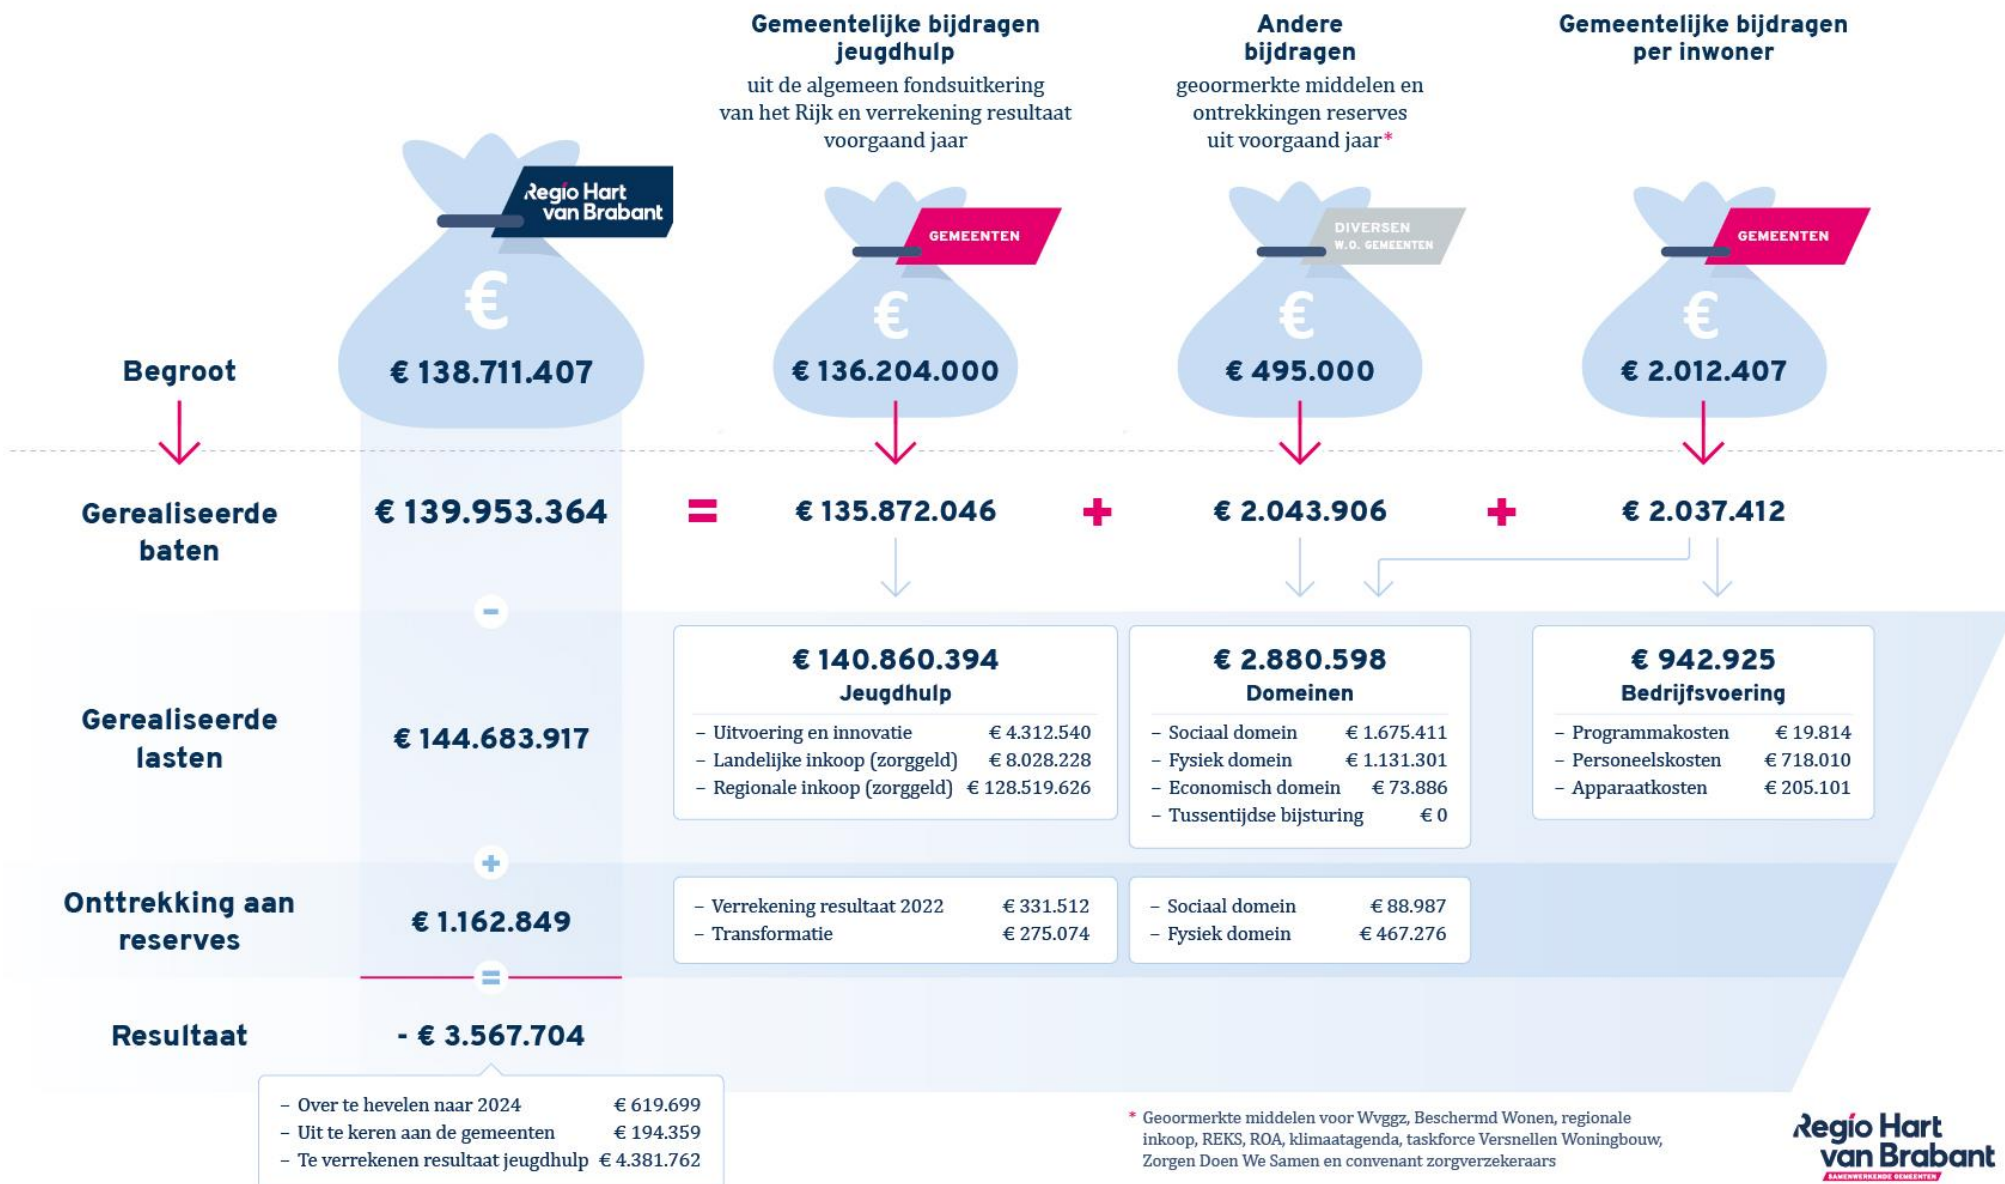 Gemeentelijke bijdragen
jeugdhulp
uit de algemeen fondsuitkering
van het Rijk en verrekening resultaat
voorgaand jaar
Andere
bijdragen
geoormerkte middelen en
ontrekkingen reserves
uit voorgaand jaar*
Gemeentelijke bijdragen
per inwoner
Regio Hart
van Brabant
GEMEENTEN
DIVERSEN
W.O. GEMEENTEN
GEMEENTEN
€
€
€
€
Begroot
€ 138.711.407
€ 136.204.000
€ 495.000
€ 2.012.407
Gerealiseerde
baten
€ 139.953.364
=
€ 135.872.046
+
€ 2.043.906
+
€ 2.037.412
-
Gerealiseerde
lasten
€ 144.683.917
€ 140.860.394
Jeugdhulp
– Uitvoering en innovatie € 4.312.540
– Landelijke inkoop (zorggeld) € 8.028.228
– Regionale inkoop (zorggeld) € 128.519.626
€ 2.880.598
Domeinen
– Sociaal domein € 1.675.411
– Fysiek domein € 1.131.301
– Economisch domein € 73.886
– Tussentijdse bijsturing € 0
€ 942.925
Bedrijfsvoering
– Programmakosten € 19.814
– Personeelskosten € 718.010
– Apparaatkosten € 205.101
+
Onttrekking aan
reserves
€ 1.162.849
– Verrekening resultaat 2022 € 331.512
– Transformatie € 275.074
– Sociaal domein € 88.987
– Fysiek domein € 467.276
=
Resultaat
- € 3.567.704
– Over te hevelen naar 2024 € 619.699
– Uit te keren aan de gemeenten € 194.359
– Te verrekenen resultaat jeugdhulp € 4.381.762
* Geoormerkte middelen voor Wvggz, Beschermd Wonen, regionale
inkoop, REKS, ROA, klimaatagenda, taskforce Versnellen Woningbouw,
Zorgen Doen We Samen en convenant zorgverzekeraars
Regio Hart
van Brabant
SAMENWERKENDE GEMEENTEN